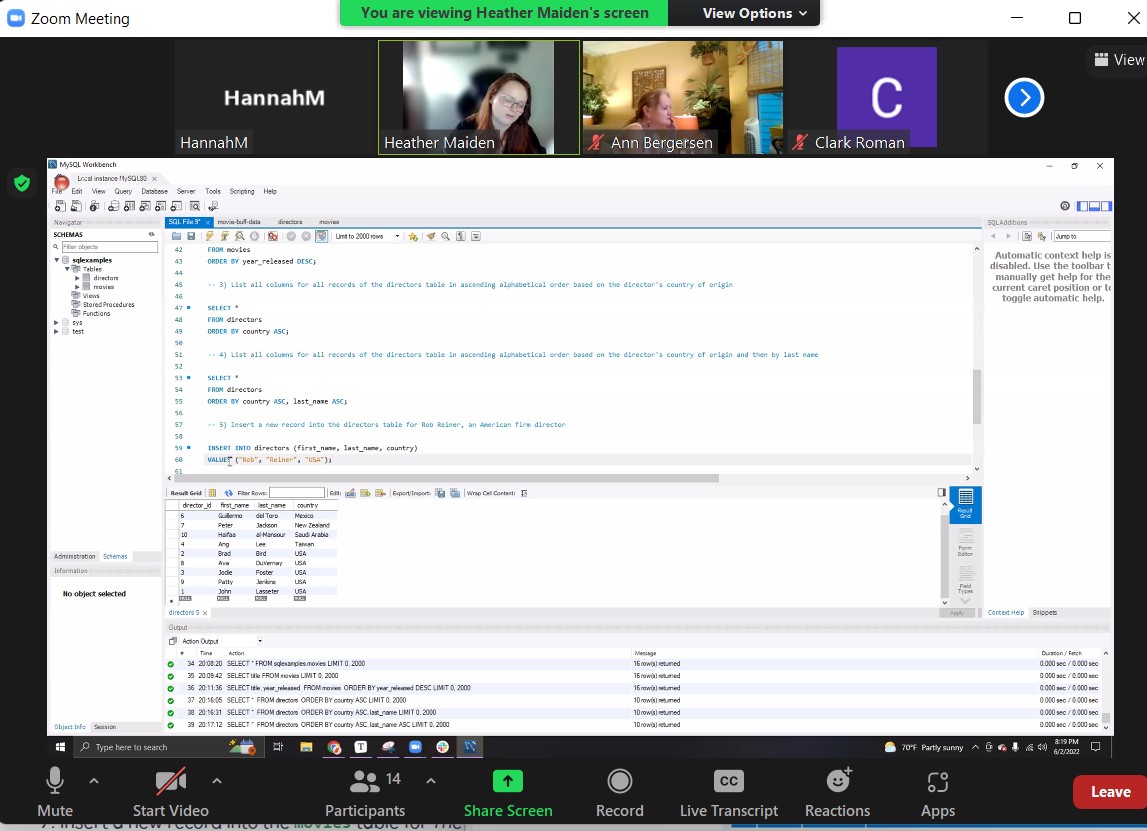 Zoom Meeting
You are viewing Heather Maiden's screen
View Options
HannahM
HannahM
Heather Maiden
Ann Bergersen
C
Clark Roman
View
MySQL Workbench
Local instance MySQL80
File Edit View Query Database Server Tools Scripting Help
Navigator
SCHEMAS
Filter objects
sqlexamples
Tables
directors
movies
Views
Stored Procedures
Functions
sys
test
Administration Schemas
Information
No object selected
Object Info Session
SQL File 9* movie-buff-data directors movies
Limit to 2000 rows
42 FROM movies
43 ORDER BY year_released DESC;
44
45 -- 3) List all columns for all records of the directors table in ascending alphabetical order based on the director's country of origin
46
47 SELECT *
48 FROM directors
49 ORDER BY country ASC;
50
51 -- 4) List all columns for all records of the directors table in ascending alphabetical order based on the director's country of origin and then by last name
52
53 SELECT *
54 FROM directors
55 ORDER BY country ASC, last_name ASC;
56
57 -- 5) Insert a new record into the directors table for Rob Reiner, an American firm director
58
59 INSERT INTO directors (first_name, last_name, country)
60 VALUES ("Rob", "Reiner", "USA");
61
Result Grid Filter Rows: Edit: Export/Import: Wrap Cell Content:
director_id first_name last_name country
6 Guillermo del Toro Mexico
7 Peter Jackson New Zealand
10 Haifaa al-Mansour Saudi Arabia
4 Ang Lee Taiwan
2 Brad Bird USA
8 Ava DuVernay USA
3 Jodie Foster USA
9 Patty Jenkins USA
1 John Lasseter USA
NULL NULL NULL NULL
Result Grid
Form Editor
Field Types
directors 5
Apply
SQLAdditions
Jump to
Automatic context help is
disabled. Use the toolbar t
manually get help for the
current caret position or to
toggle automatic help.
Context Help Snippets
Output
Action Output
# Time Action Message Duration / Fetch
34 20:08:20 SELECT * FROM sqlexamples.movies LIMIT 0, 2000 16 row(s) returned 0.000 sec / 0.000 sec
35 20:09:42 SELECT title FROM movies LIMIT 0, 2000 16 row(s) returned 0.000 sec / 0.000 sec
36 20:11:36 SELECT title, year_released FROM movies ORDER BY year_released DESC LIMIT 0, 2000 16 row(s) returned 0.000 sec / 0.000 sec
37 20:16:05 SELECT * FROM directors ORDER BY country ASC LIMIT 0, 2000 10 row(s) returned 0.000 sec / 0.000 sec
38 20:16:31 SELECT * FROM directors ORDER BY country ASC, last_name LIMIT 0, 2000 10 row(s) returned 0.000 sec / 0.000 sec
39 20:17:12 SELECT * FROM directors ORDER BY country ASC, last_name ASC LIMIT 0, 2000 10 row(s) returned 0.000 sec / 0.000 sec
Type here to search
70°F Partly sunny
8:19 PM
6/2/2022
Mute
Start Video
14
Participants
Share Screen
Record
CC
Live Transcript
Reactions
Apps
Leave
7. Insert a new record into the movies table for The